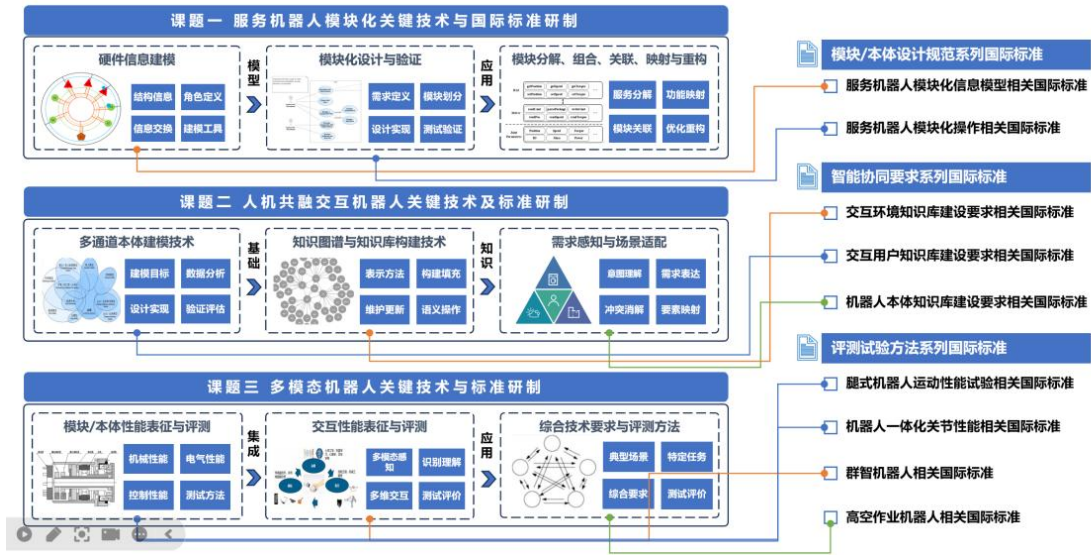 课题一 服务机器人模块化关键技术与国际标准研制
硬件信息建模
结构信息
角色定义
信息交换
建模工具
模型
模块化设计与验证
需求定义
模块划分
设计实现
测试验证
应用
模块分解、组合、关联、映射与重构
服务分解
功能映射
模块关联
优化重构
课题二 人机共融交互机器人关键技术及标准研制
多通道本体建模技术
建模目标
数据分析
设计实现
验证评估
基础
知识图谱与知识库构建技术
表示方法
构建填充
维护更新
语义操作
知识
需求感知与场景适配
意图理解
需求表达
冲突消解
要素映射
课题三 多模态机器人关键技术与标准研制
模块/本体性能表征与评测
机械性能
电气性能
控制性能
测试方法
集成
交互性能表征与评测
多模态感
知
识别理解
多维交互
测试评价
应用
综合技术要求与评测方法
典型场景
特定任务
综合要求
测试评价
模块/本体设计规范系列国际标准
服务机器人模块化信息模型相关国际标准
服务机器人模块化操作相关国际标准
智能协同要求系列国际标准
交互环境知识库建设要求相关国际标准
交互用户知识库建设要求相关国际标准
机器人本体知识库建设要求相关国际标准
评测试验方法系列国际标准
腿式机器人运动性能试验相关国际标准
机器人一体化关节性能相关国际标准
群智机器人相关国际标准
高空作业机器人相关国际标准